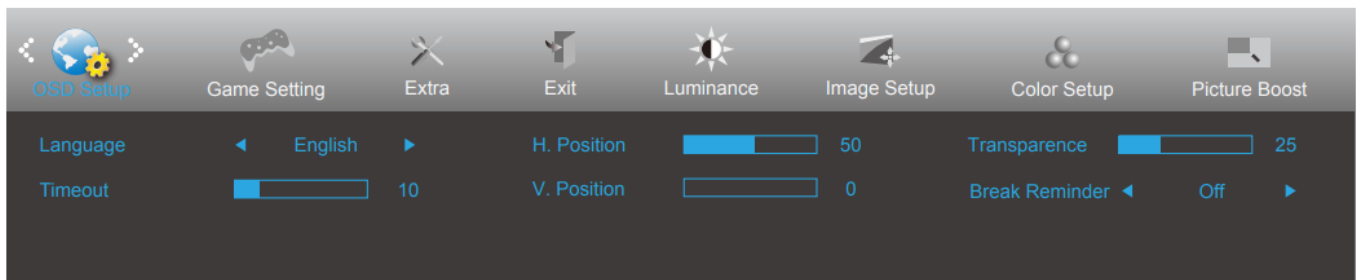 OSD Setup Game Setting Extra Exit Luminance Image Setup Color Setup Picture Boost
Language English H. Position 50 Transparence 25
Timeout 10 V. Position 0 Break Reminder Off